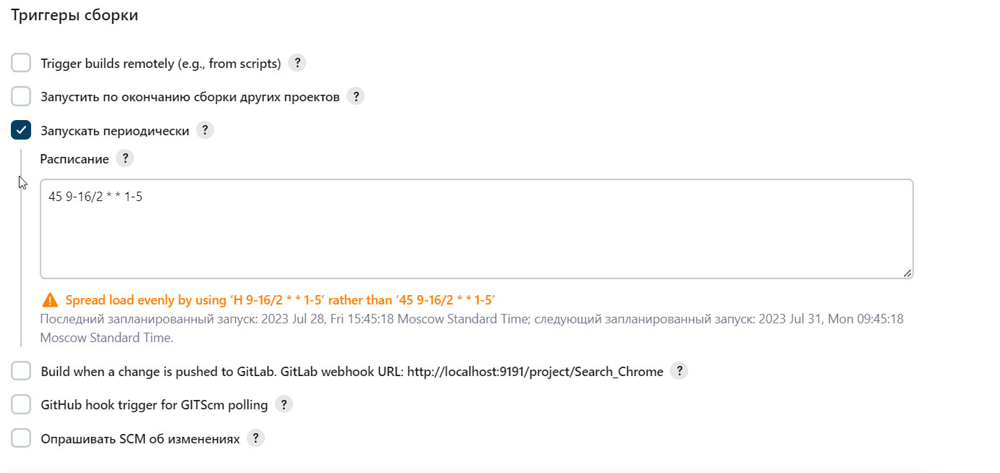 Триггеры сборки
Trigger builds remotely (e.g., from scripts) ?
Запустить по окончанию сборки других проектов ?
Запускать периодически ?
Расписание ?
45 9-16/2 * * 1-5
Spread load evenly by using ‘H 9-16/2 * * 1-5’ rather than ‘45 9-16/2 * * 1-5’
Последний запланированный запуск: 2023 Jul 28, Fri 15:45:18 Moscow Standard Time; следующий запланированный запуск: 2023 Jul 31, Mon 09:45:18
Moscow Standard Time.
Build when a change is pushed to GitLab. GitLab webhook URL: http://localhost:9191/project/Search_Chrome ?
GitHub hook trigger for GITScm polling ?
Опрашивать SCM об изменениях ?